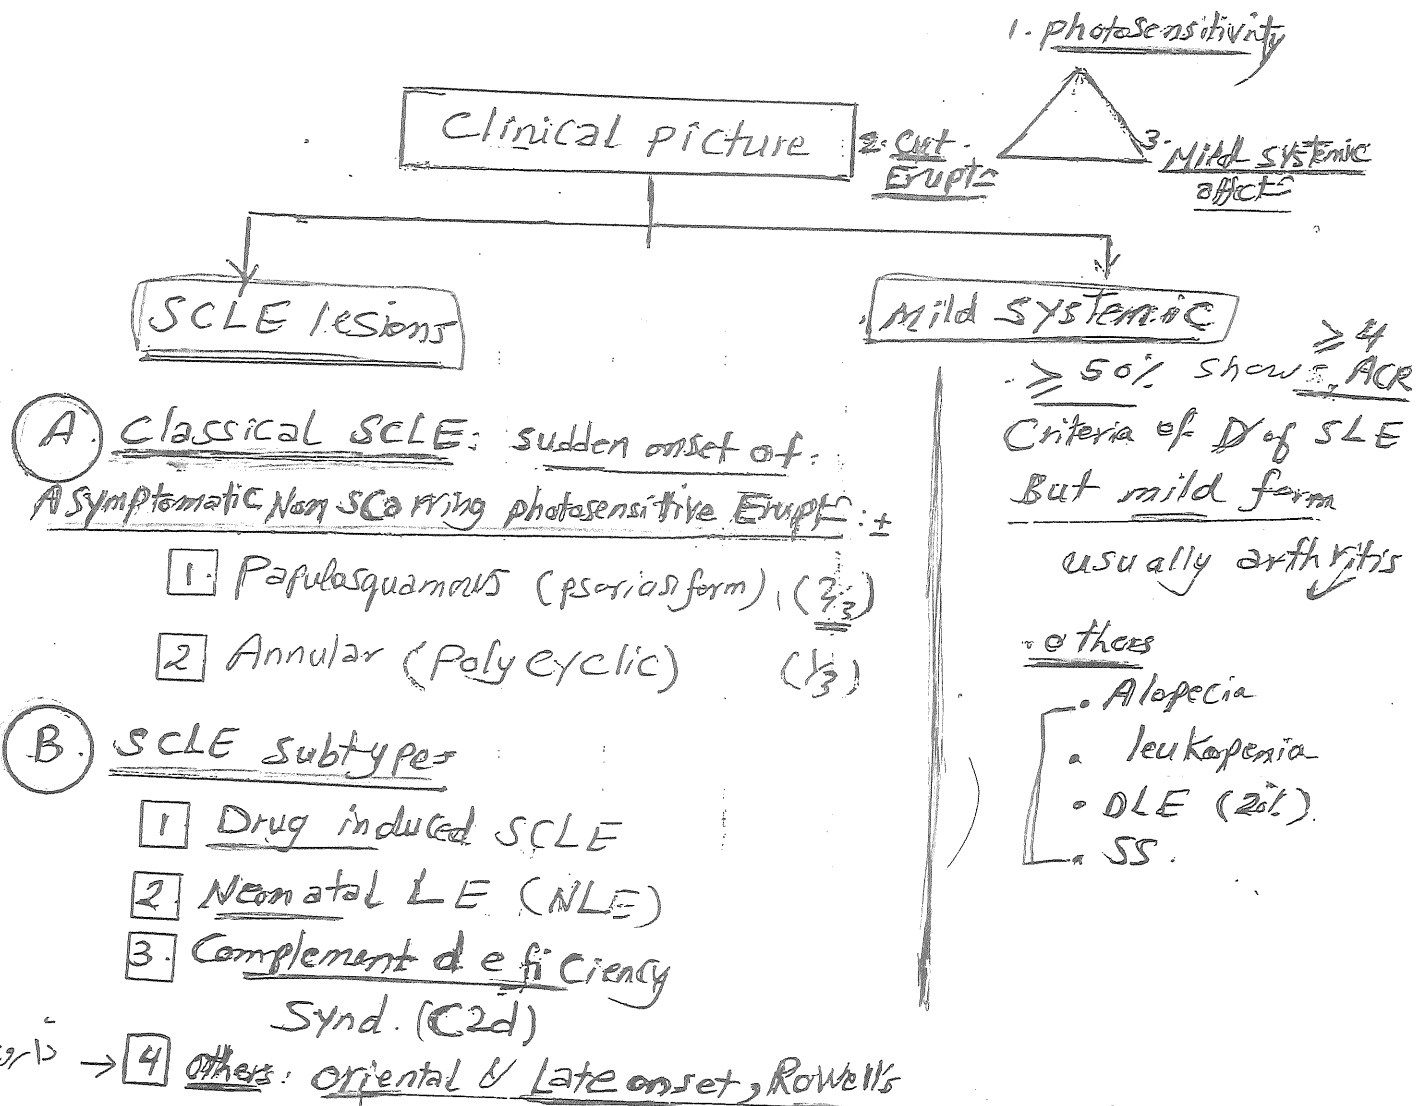 1. photosensitivity
Clinical picture
2. Cut.
Erupt=
3. Mild systemic
affect=
SCLE lesions
Mild systemic
≥ 4
≥ 50% shows ACR
Criteria of D of SLE
But mild form
usually arthritis
A. Classical SCLE: sudden onset of:
Asymptomatic Non scarring photosensitive Erupt=: ±
1. Papulosquamous (psoriasiform), (2/3)
2 Annular (Polycyclic) (1/3)
others
• Alopecia
• leukopenia
• DLE (20%).
• SS.
B. SCLE subtypes
1 Drug induced SCLE
2. Neonatal LE (NLE)
3. Complement deficiency
Synd. (C2d)
→ 4 others: oriental & Late onset, Rowell's